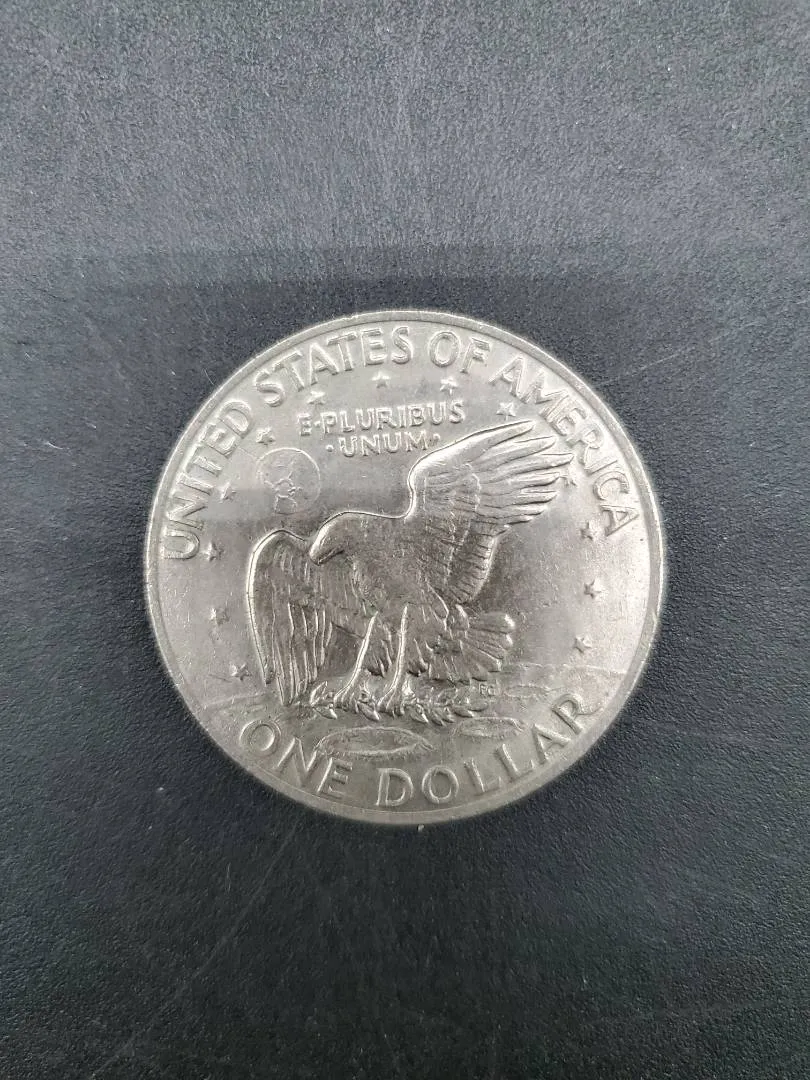 UNITED STATES OF AMERICA
E·PLURIBUS
·UNUM·
FG
ONE DOLLAR